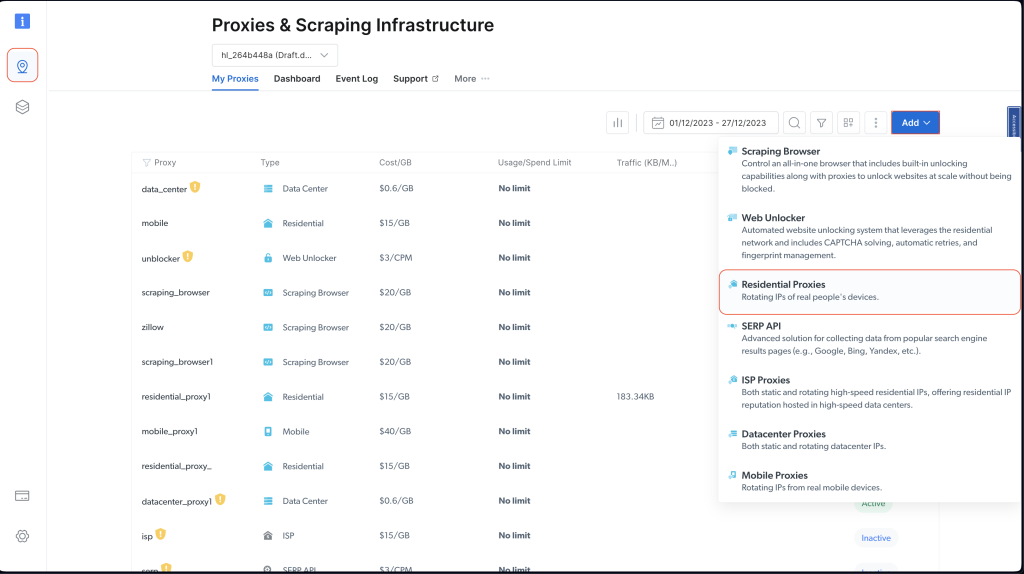 Proxies & Scraping Infrastructure
hl_264b448a (Draft.d...
My Proxies Dashboard Event Log Support More ...
01/12/2023 - 27/12/2023 Add
Proxy Type Cost/GB Usage/Spend Limit Traffic (KB/M..)
data_center Data Center $0.6/GB No limit
mobile Residential $15/GB No limit
unblocker Web Unlocker $3/CPM No limit
scraping_browser Scraping Browser $20/GB No limit
zillow Scraping Browser $20/GB No limit
scraping_browser1 Scraping Browser $20/GB No limit
residential_proxy1 Residential $15/GB No limit 183.34KB
mobile_proxy1 Mobile $40/GB No limit
residential_proxy_ Residential $15/GB No limit
datacenter_proxy1 Data Center $0.6/GB No limit Active
isp ISP $15/GB No limit Inactive
serp SERP API $3/CPM No limit
Scraping Browser
Control an all-in-one browser that includes built-in unlocking
capabilities along with proxies to unlock websites at scale without being
blocked.
Web Unlocker
Automated website unlocking system that leverages the residential
network and includes CAPTCHA solving, automatic retries, and
fingerprint management.
Residential Proxies
Rotating IPs of real people's devices.
SERP API
Advanced solution for collecting data from popular search engine
results pages (e.g., Google, Bing, Yandex, etc.).
ISP Proxies
Both static and rotating high-speed residential IPs, offering residential IP
reputation hosted in high-speed data centers.
Datacenter Proxies
Both static and rotating datacenter IPs.
Mobile Proxies
Rotating IPs from real mobile devices.